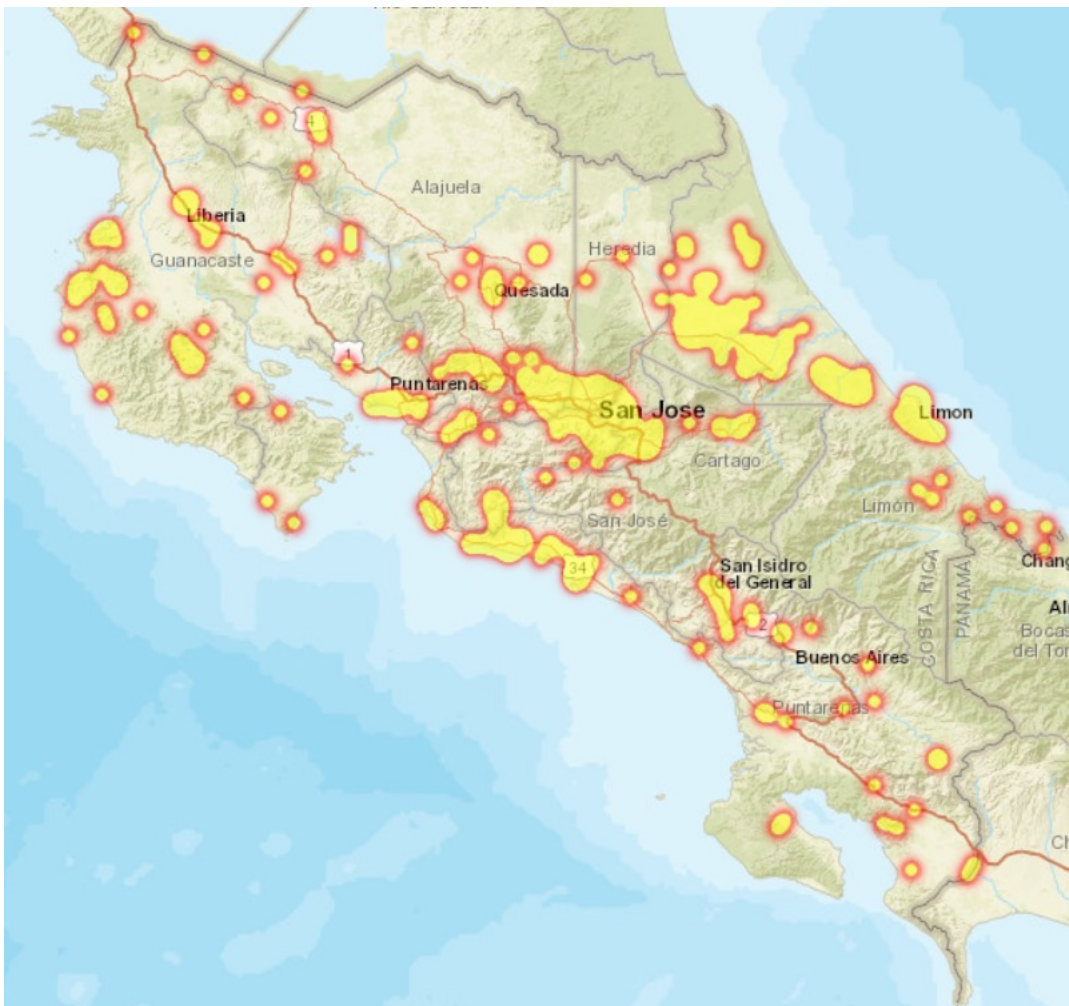 4
Alajuela
Liberia
Heredia
Guanacaste
Quesada
1
Puntarenas
San Jose
Limon
Cartago
Limón
San José
34
San Isidro
del General
COSTA RICA
PANAMÁ
Chang
2
Al
Bocas
del Tor
Buenos Aires
Puntarenas
Ch